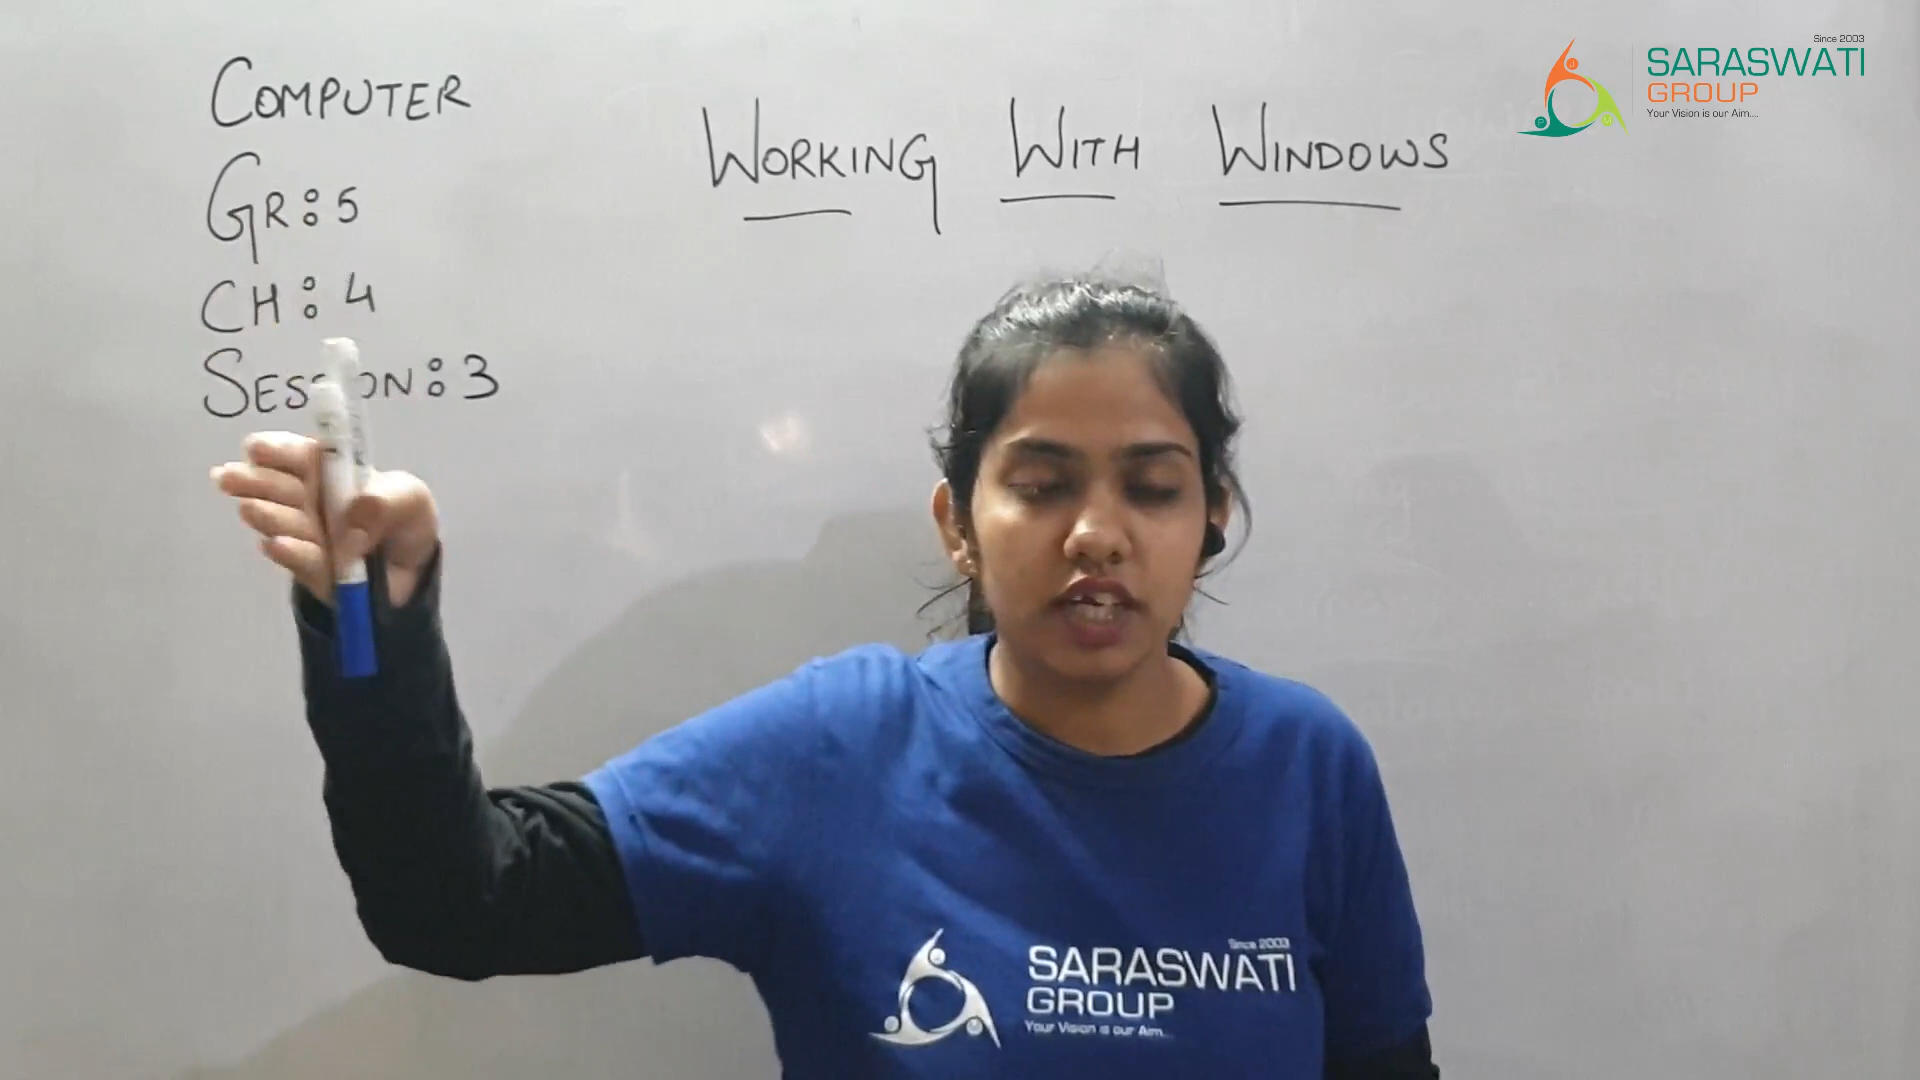 COMPUTER
GR: 5
CH: 4
SESSION: 3
WORKING WITH WINDOWS
Since 2003
SARASWATI
GROUP
Your Vision is our Aim....
Since 2003
SARASWATI
GROUP
Your Vision is our Aim...